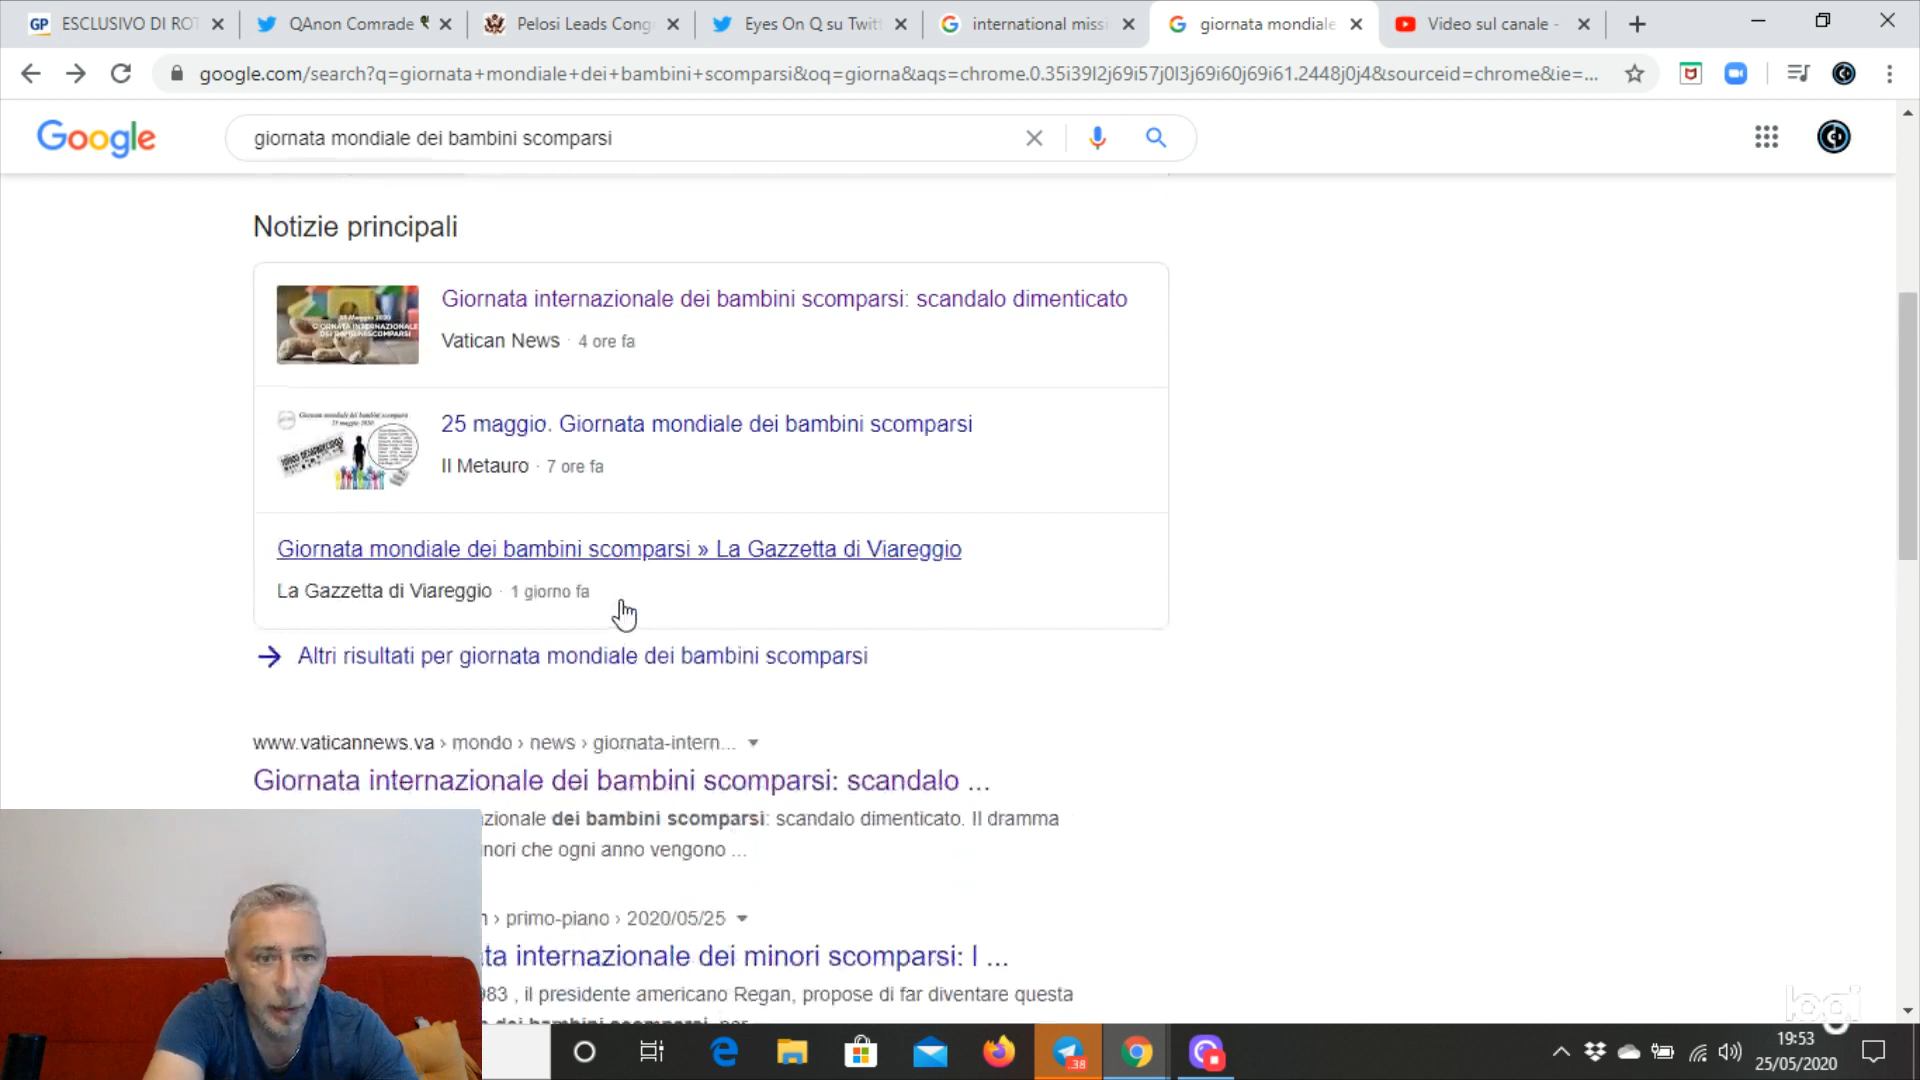 GP ESCLUSIVO DI ROT
QAnon Comrade
Pelosi Leads Cong
Eyes On Q su Twitt
international missi
giornata mondiale
Video sul canale -
google.com/search?q=giornata+mondiale+dei+bambini+scomparsi&oq=giorna&aqs=chrome.0.35i39l2j69i57j0l3j69i60j69i61.2448j0j4&sourceid=chrome&ie=...
Google
giornata mondiale dei bambini scomparsi
Notizie principali
Giornata internazionale dei bambini scomparsi: scandalo dimenticato
Vatican News · 4 ore fa
25 maggio. Giornata mondiale dei bambini scomparsi
Il Metauro · 7 ore fa
Giornata mondiale dei bambini scomparsi » La Gazzetta di Viareggio
La Gazzetta di Viareggio · 1 giorno fa
Altri risultati per giornata mondiale dei bambini scomparsi
www.vaticannews.va › mondo › news › giornata-intern...
Giornata internazionale dei bambini scomparsi: scandalo ...
zionale dei bambini scomparsi: scandalo dimenticato. Il dramma
nori che ogni anno vengono ...
› primo-piano › 2020/05/25
ta internazionale dei minori scomparsi: I ...
983 , il presidente americano Regan, propose di far diventare questa
logi
38
19:53
25/05/2020